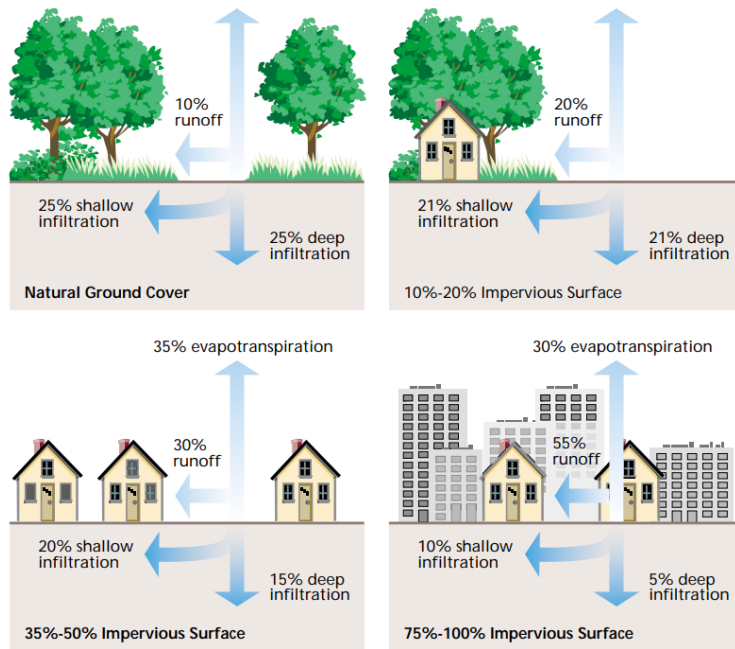 10%
runoff
25% shallow
infiltration
25% deep
infiltration
Natural Ground Cover
20%
runoff
21% shallow
infiltration
21% deep
infiltration
10%-20% Impervious Surface
35% evapotranspiration
30%
runoff
20% shallow
infiltration
15% deep
infiltration
35%-50% Impervious Surface
30% evapotranspiration
55%
runoff
10% shallow
infiltration
5% deep
infiltration
75%-100% Impervious Surface